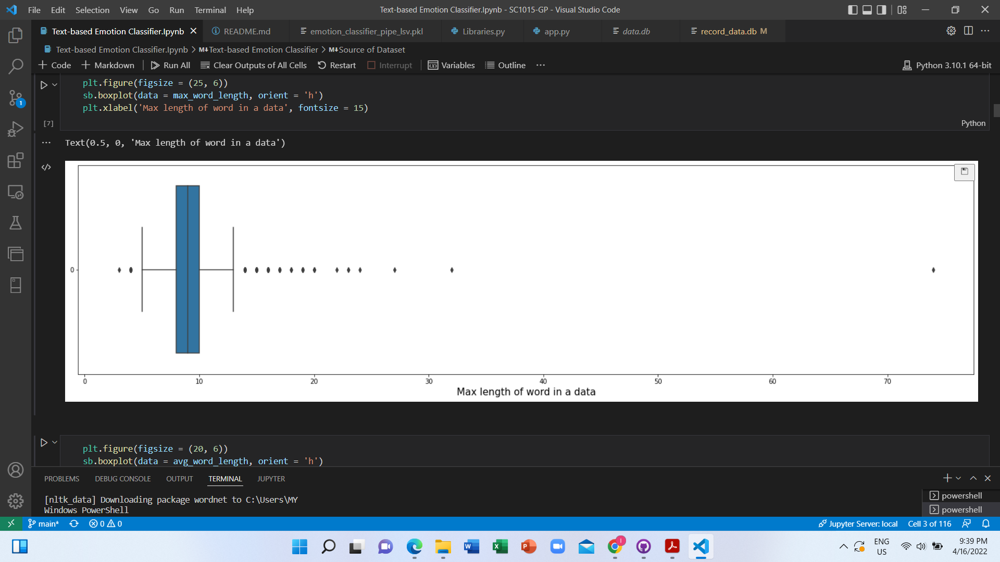 File Edit Selection View Go Run Terminal Help
Text-based Emotion Classifier.Ipynb - SC1015-GP - Visual Studio Code
Text-based Emotion Classifier.Ipynb README.md emotion_classifier_pipe_lsv.pkl Libraries.py app.py data.db record_data.db M
Text-based Emotion Classifier.Ipynb > M↓Text-based Emotion Classifier > M↓Source of Dataset
+ Code + Markdown Run All Clear Outputs of All Cells Restart Interrupt Variables Outline ··· Python 3.10.1 64-bit
plt.figure(figsize = (25, 6))
sb.boxplot(data = max_word_length, orient = 'h')
plt.xlabel('Max length of word in a data', fontsize = 15)
[7]
Python
Text(0.5, 0, 'Max length of word in a data')
0
0 10 20 30 40 50 60 70
Max length of word in a data
plt.figure(figsize = (20, 6))
sb.boxplot(data = avg_word_length, orient = 'h')
PROBLEMS DEBUG CONSOLE OUTPUT TERMINAL JUPYTER
[nltk_data] Downloading package wordnet to C:\Users\MY
Windows PowerShell
powershell
powershell
main* 0 0 Jupyter Server: local Cell 3 of 116
1
ENG
US
9:39 PM
4/16/2022